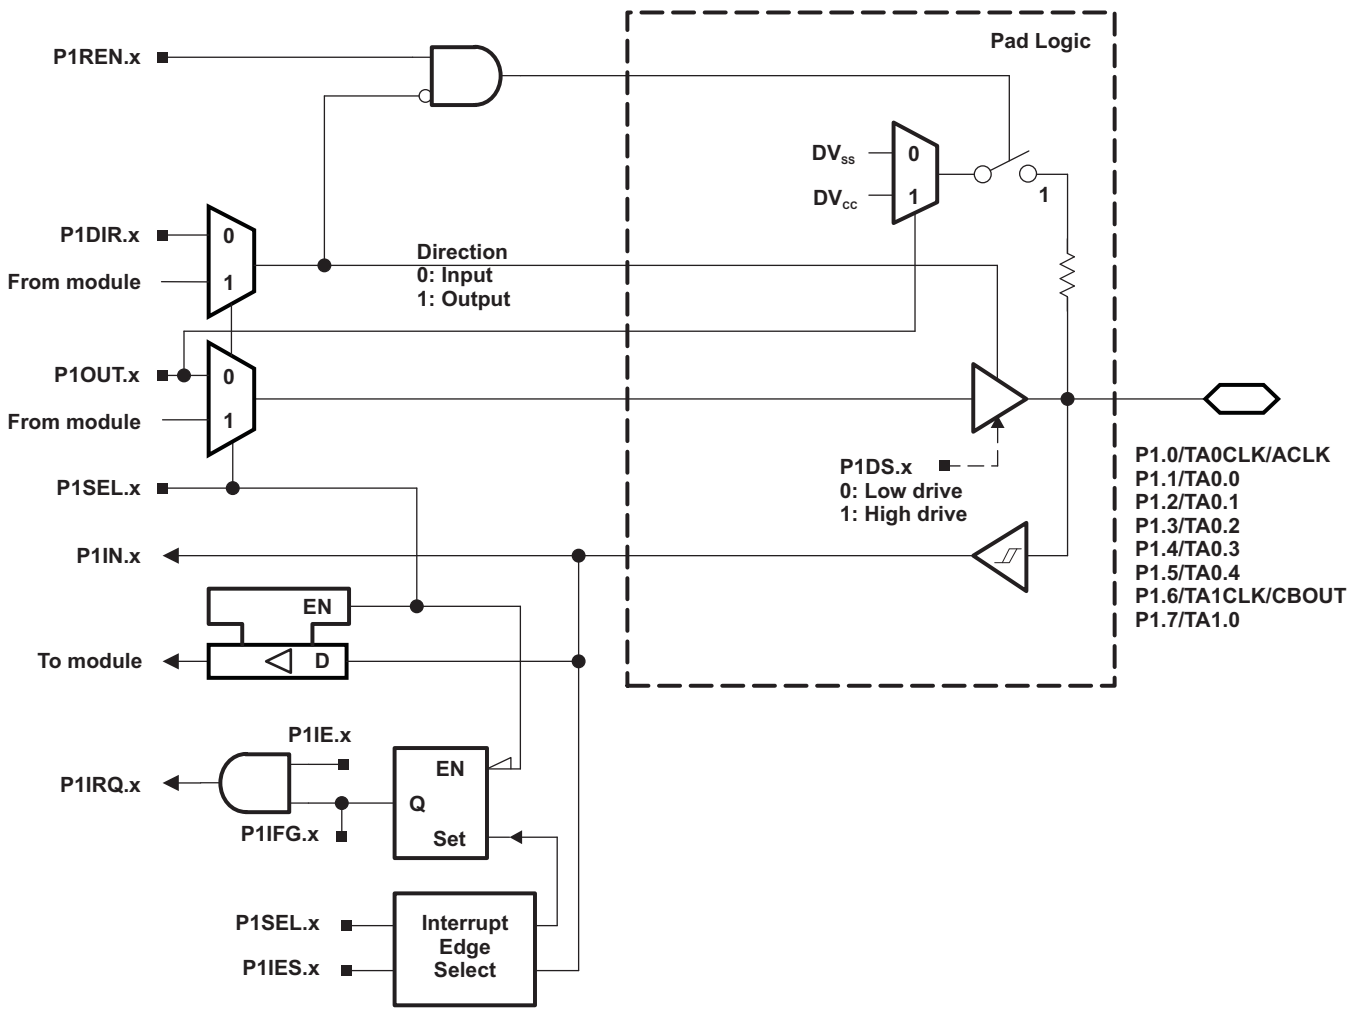 Pad Logic
P1REN.x
DVSS
0
DVCC
1
1
P1DIR.x
0
From module
1
Direction
0: Input
1: Output
P1OUT.x
0
From module
1
P1SEL.x
P1DS.x
0: Low drive
1: High drive
P1.0/TA0CLK/ACLK
P1.1/TA0.0
P1.2/TA0.1
P1.3/TA0.2
P1.4/TA0.3
P1.5/TA0.4
P1.6/TA1CLK/CBOUT
P1.7/TA1.0
P1IN.x
EN
To module
D
P1IE.x
P1IRQ.x
EN
Q
P1IFG.x
Set
P1SEL.x
P1IES.x
Interrupt
Edge
Select